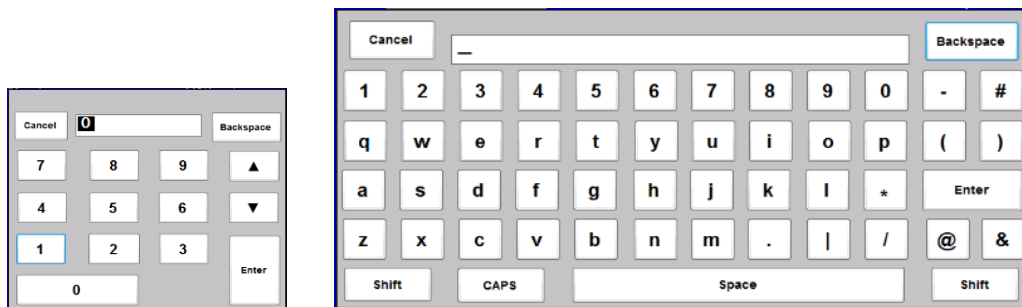 Cancel 0 Backspace
7 8 9 ▲
4 5 6 ▼
1 2 3 Enter
0
Cancel _ Backspace
1 2 3 4 5 6 7 8 9 0 - #
q w e r t y u i o p ( )
a s d f g h j k l * Enter
z x c v b n m . | / @ &
Shift CAPS Space Shift